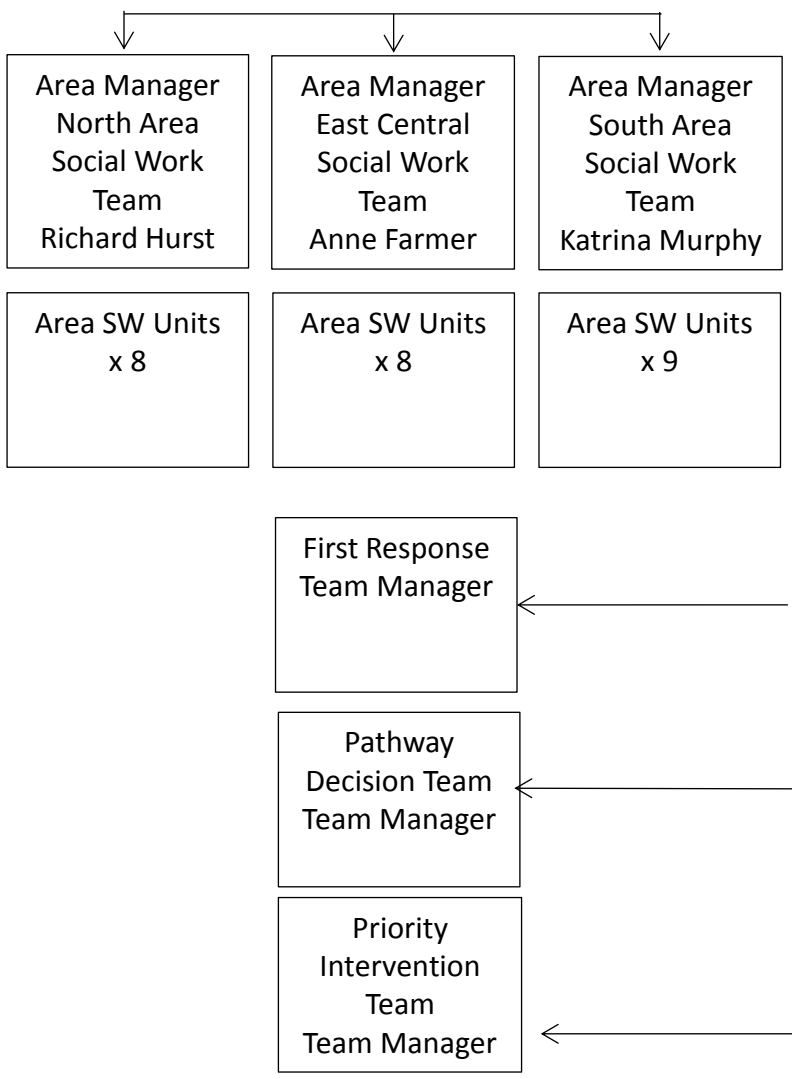 Area Manager
North Area
Social Work
Team
Richard Hurst
Area Manager
East Central
Social Work
Team
Anne Farmer
Area Manager
South Area
Social Work
Team
Katrina Murphy
Area SW Units
x 8
Area SW Units
x 8
Area SW Units
x 9
First Response
Team Manager
Pathway
Decision Team
Team Manager
Priority
Intervention
Team
Team Manager